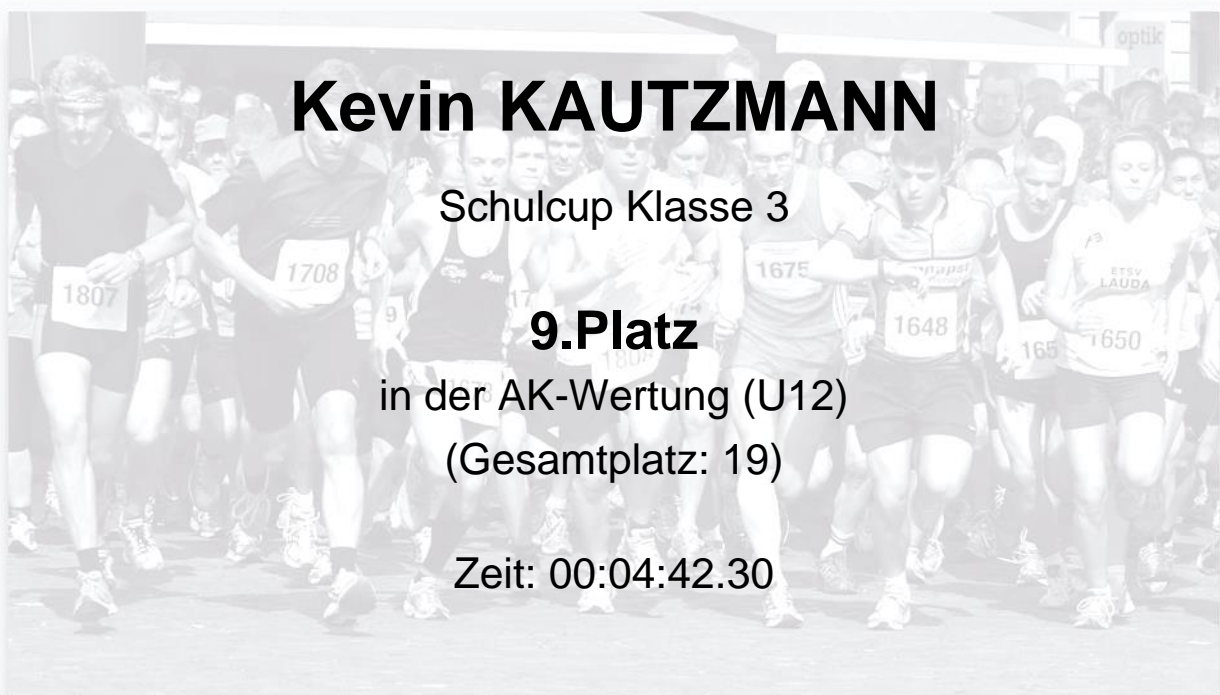 optik
Kevin KAUTZMANN
Schulcup Klasse 3
1708
1675
1807
ETSV
LAUDA
1648
1650
165
9.Platz
in der AK-Wertung (U12)
(Gesamtplatz: 19)
Zeit: 00:04:42.30